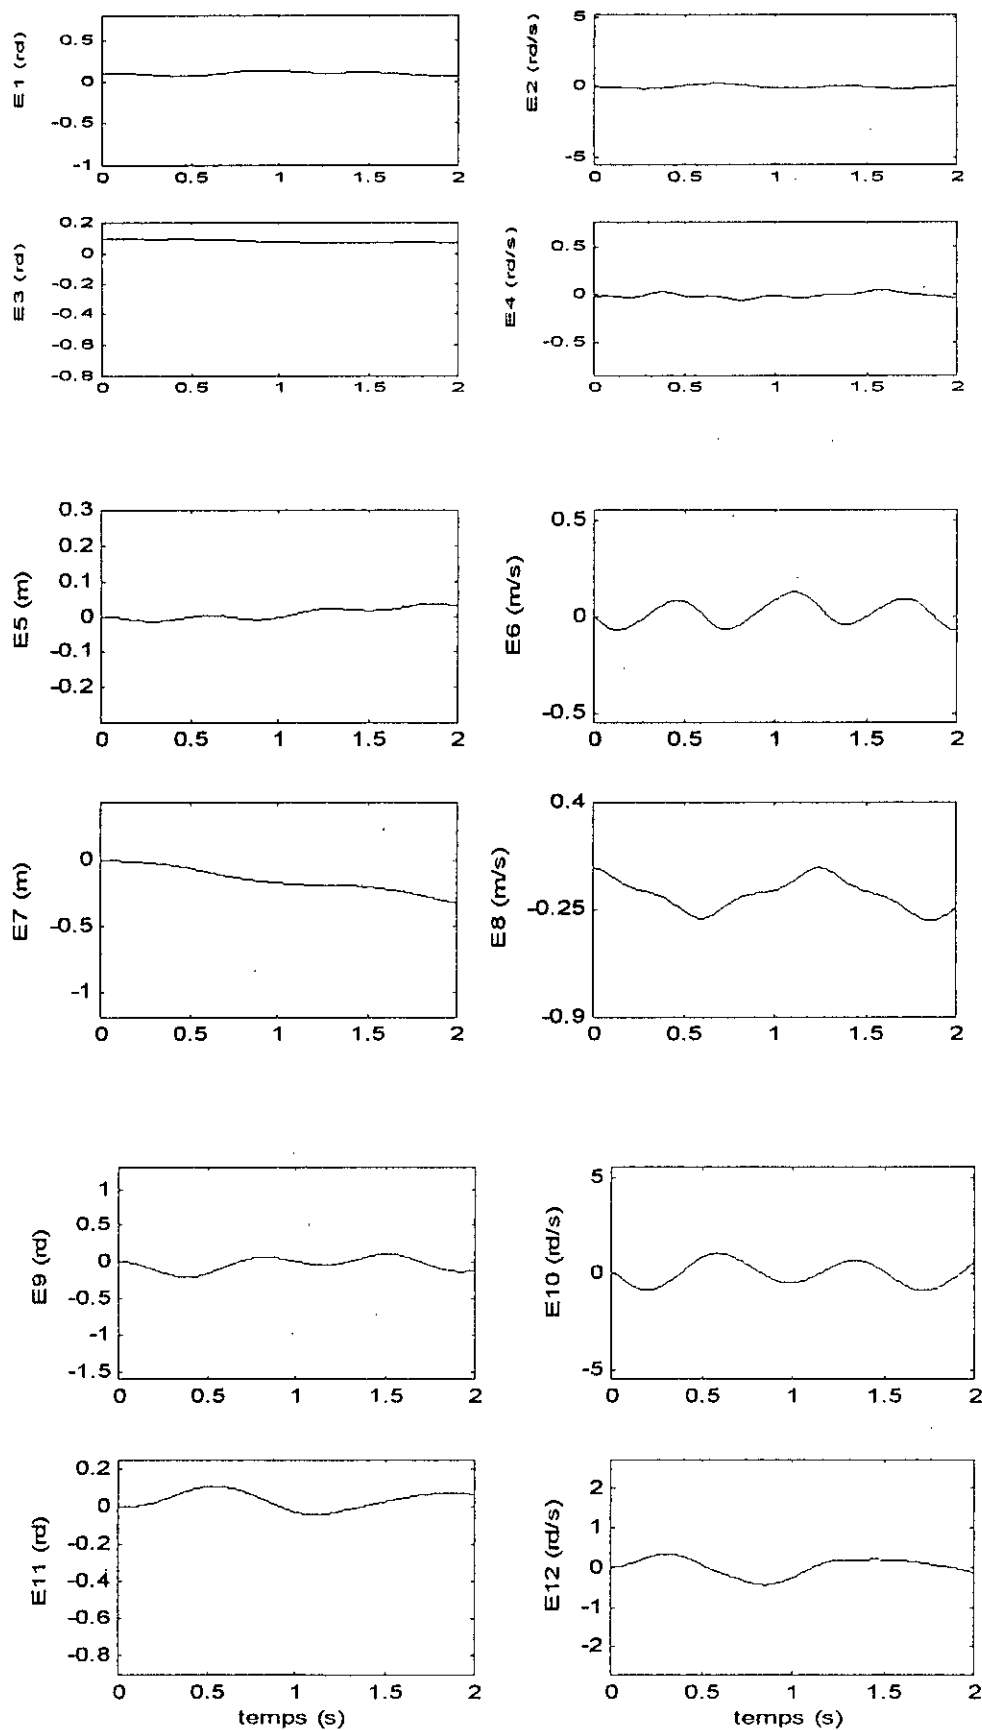 E1 (rd)
0.5
0
-0.5
-1
0 0.5 1 1.5 2
E2 (rd/s)
5
0
-5
0 0.5 1 1.5 2
E3 (rd)
0.2
0
-0.2
-0.4
-0.6
-0.8
0 0.5 1 1.5 2
E4 (rd/s)
0.5
0
-0.5
0 0.5 1 1.5 2
E5 (m)
0.3
0.2
0.1
0
-0.1
-0.2
0 0.5 1 1.5 2
E6 (m/s)
0.5
0
-0.5
0 0.5 1 1.5 2
E7 (m)
0
-0.5
-1
0 0.5 1 1.5 2
E8 (m/s)
0.4
-0.25
-0.9
0 0.5 1 1.5 2
E9 (rd)
1
0.5
0
-0.5
-1
-1.5
0 0.5 1 1.5 2
E10 (rd/s)
5
0
-5
0 0.5 1 1.5 2
E11 (rd)
0.2
0
-0.2
-0.4
-0.6
-0.8
0 0.5 1 1.5 2
temps (s)
E12 (rd/s)
2
1
0
-1
-2
0 0.5 1 1.5 2
temps (s)